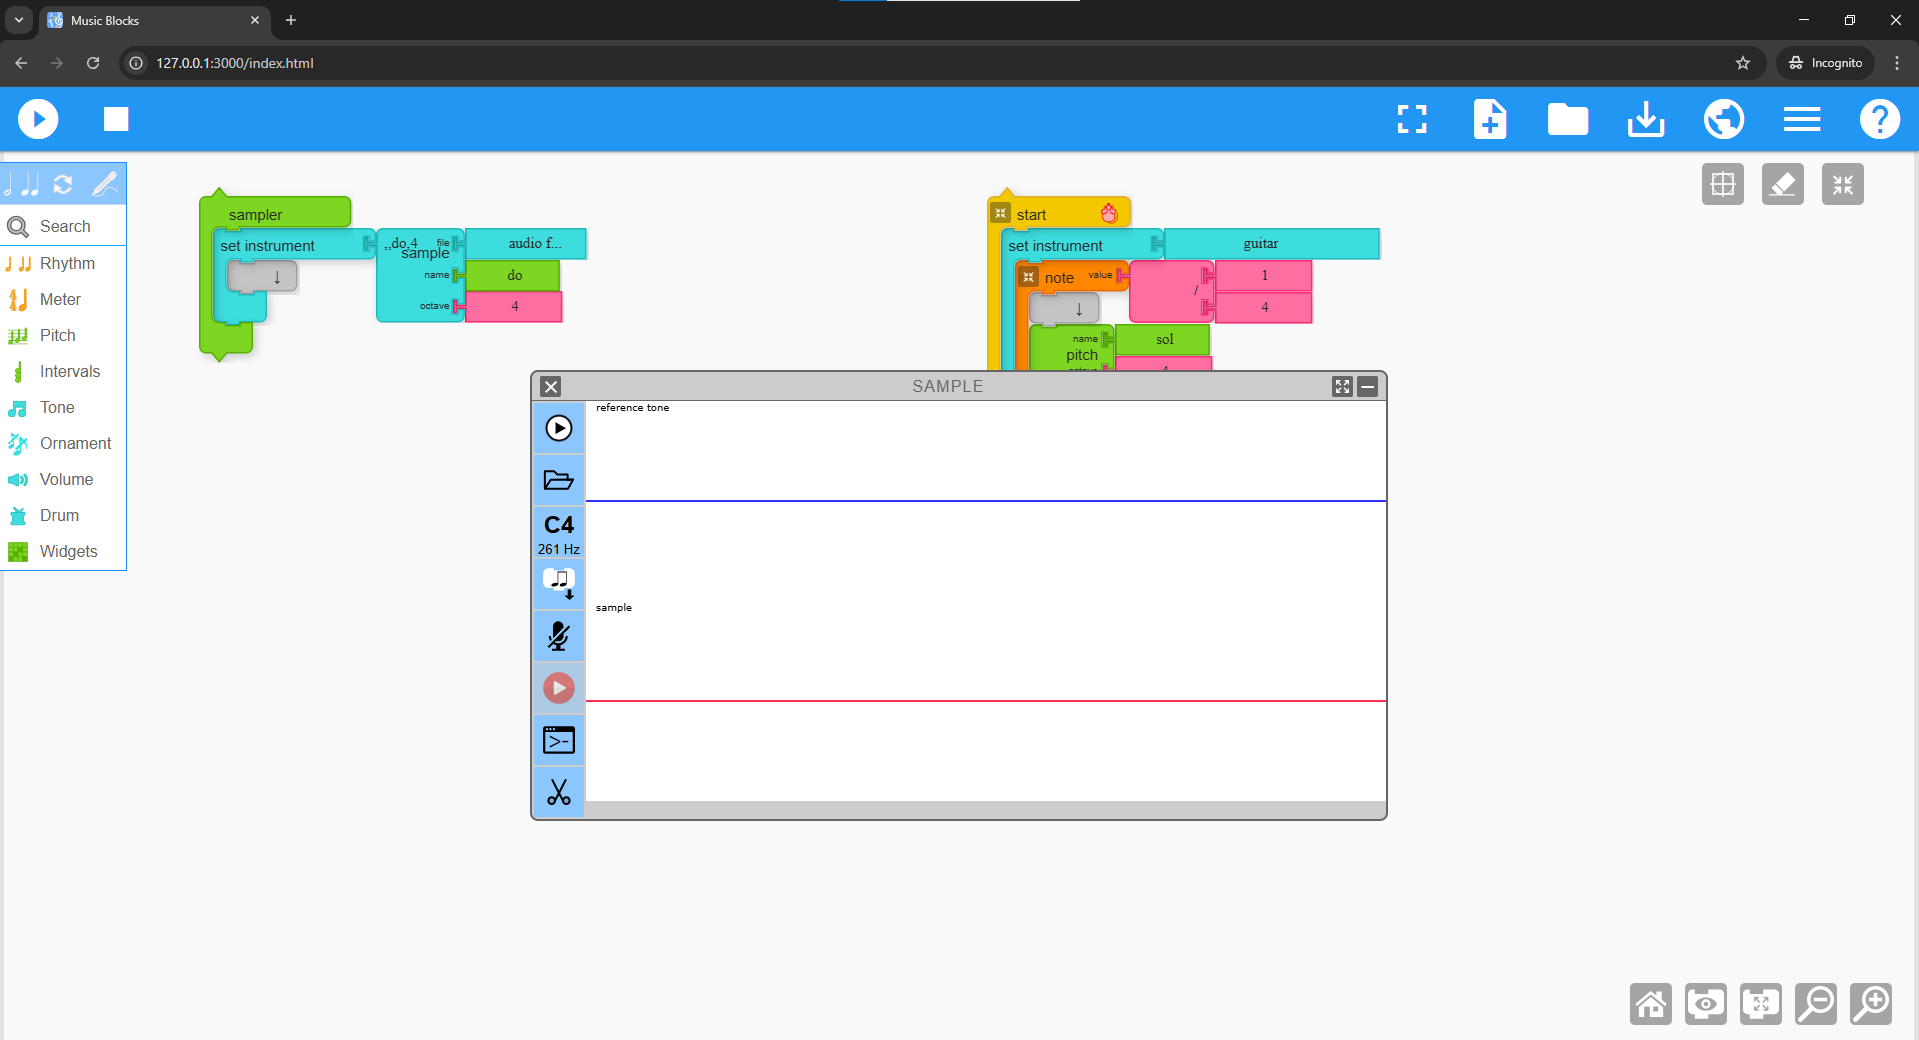 Music Blocks
127.0.0.1:3000/index.html
Incognito
Search
Rhythm
Meter
Pitch
Intervals
Tone
Ornament
Volume
Drum
Widgets
sampler
set instrument
,,do,4
file
audio f...
sample
name
do
octave
4
start
set instrument
guitar
note
value
1
/
4
name
sol
pitch
SAMPLE
reference tone
C4
261 Hz
sample